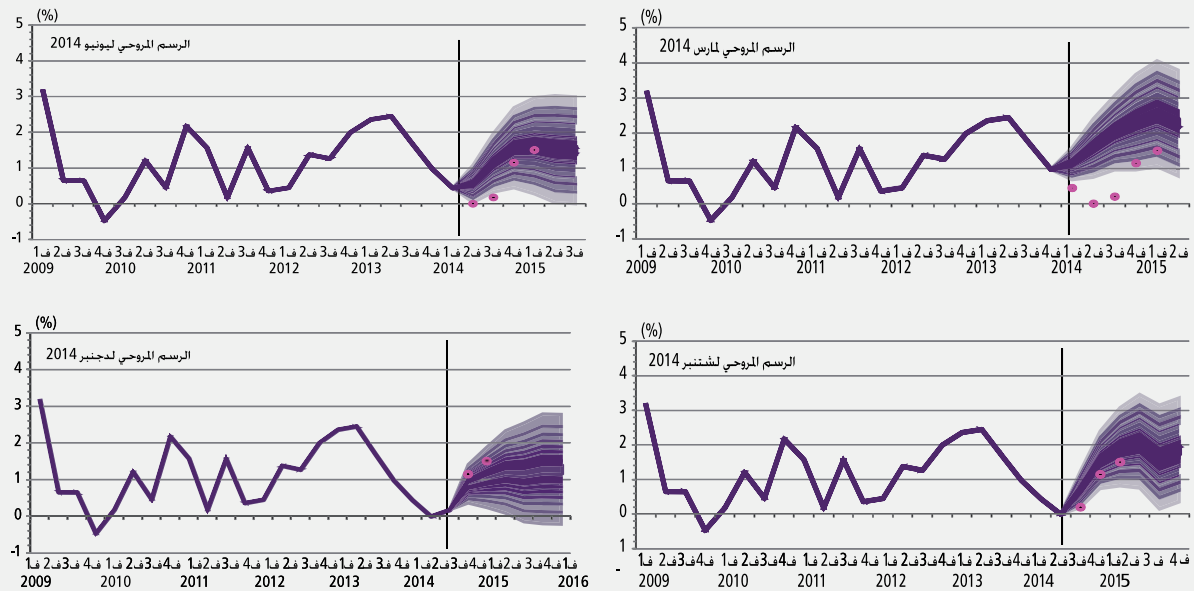 (%)
الرسم المروحي لمارس 2014
5
4
3
2
1
0
-1
ف1 ف2 ف3 ف4 ف1 ف2 ف3 ف4 ف1 ف2 ف3 ف4 ف1 ف2 ف3 ف4 ف1 ف2 ف3 ف4 ف1 ف2 ف3 ف4 ف1 ف2
2009 2010 2011 2012 2013 2014 2015
(%)
الرسم المروحي ليونيو 2014
5
4
3
2
1
0
-1
ف1 ف2 ف3 ف4 ف1 ف2 ف3 ف4 ف1 ف2 ف3 ف4 ف1 ف2 ف3 ف4 ف1 ف2 ف3 ف4 ف1 ف2 ف3 ف4 ف1 ف2 ف3
2009 2010 2011 2012 2013 2014 2015
(%)
الرسم المروحي لشتنبر 2014
5
4
3
2
1
0
1
-
ف1 ف2 ف3 ف4 ف1 ف2 ف3 ف4 ف1 ف2 ف3 ف4 ف1 ف2 ف3 ف4 ف1 ف2 ف3 ف4 ف1 ف2 ف3 ف4 ف1 ف2 ف3 ف4
2009 2010 2011 2012 2013 2014 2015
(%)
الرسم المروحي لدجنبر 2014
5
4
3
2
1
0
-1
ف1 ف2 ف3 ف4 ف1 ف2 ف3 ف4 ف1 ف2 ف3 ف4 ف1 ف2 ف3 ف4 ف1 ف2 ف3 ف4 ف1 ف2 ف3 ف4 ف1 ف2 ف3 ف4 ف1
2009 2010 2011 2012 2013 2014 2015 2016